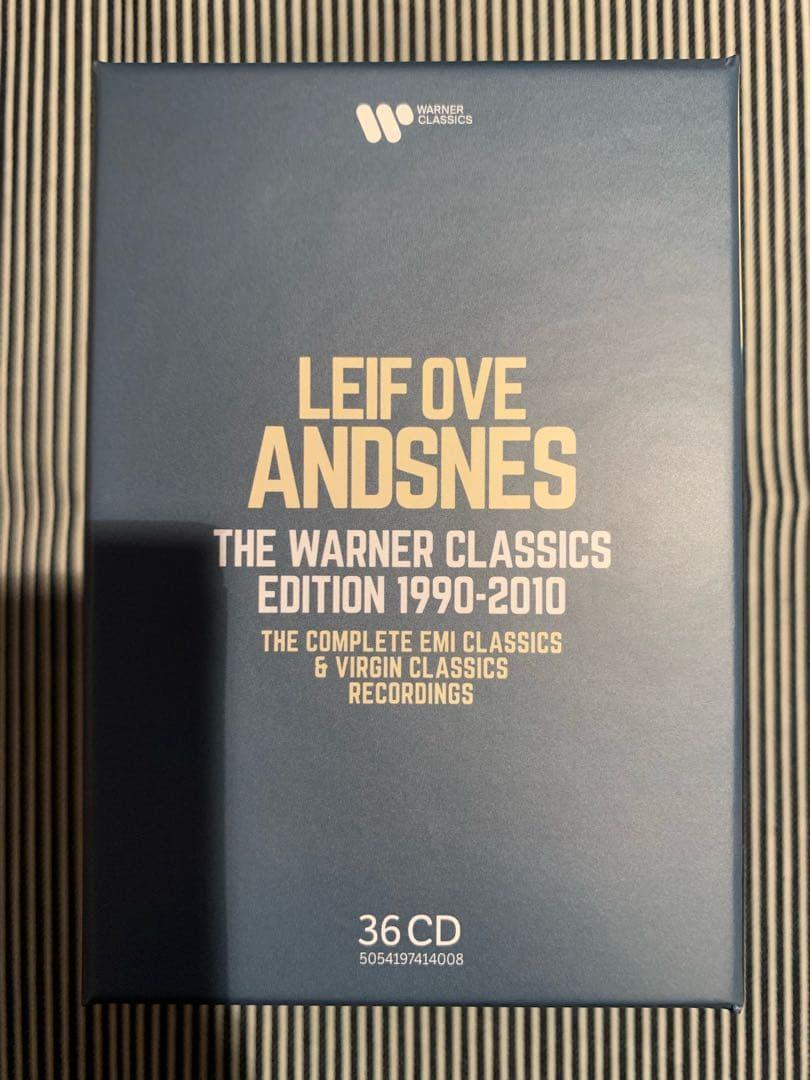 WARNER
CLASSICS
LEIF OVE
ANDSNES
THE WARNER CLASSICS
EDITION 1990-2010
THE COMPLETE EMI CLASSICS
& VIRGIN CLASSICS
RECORDINGS
36 CD
5054197414008